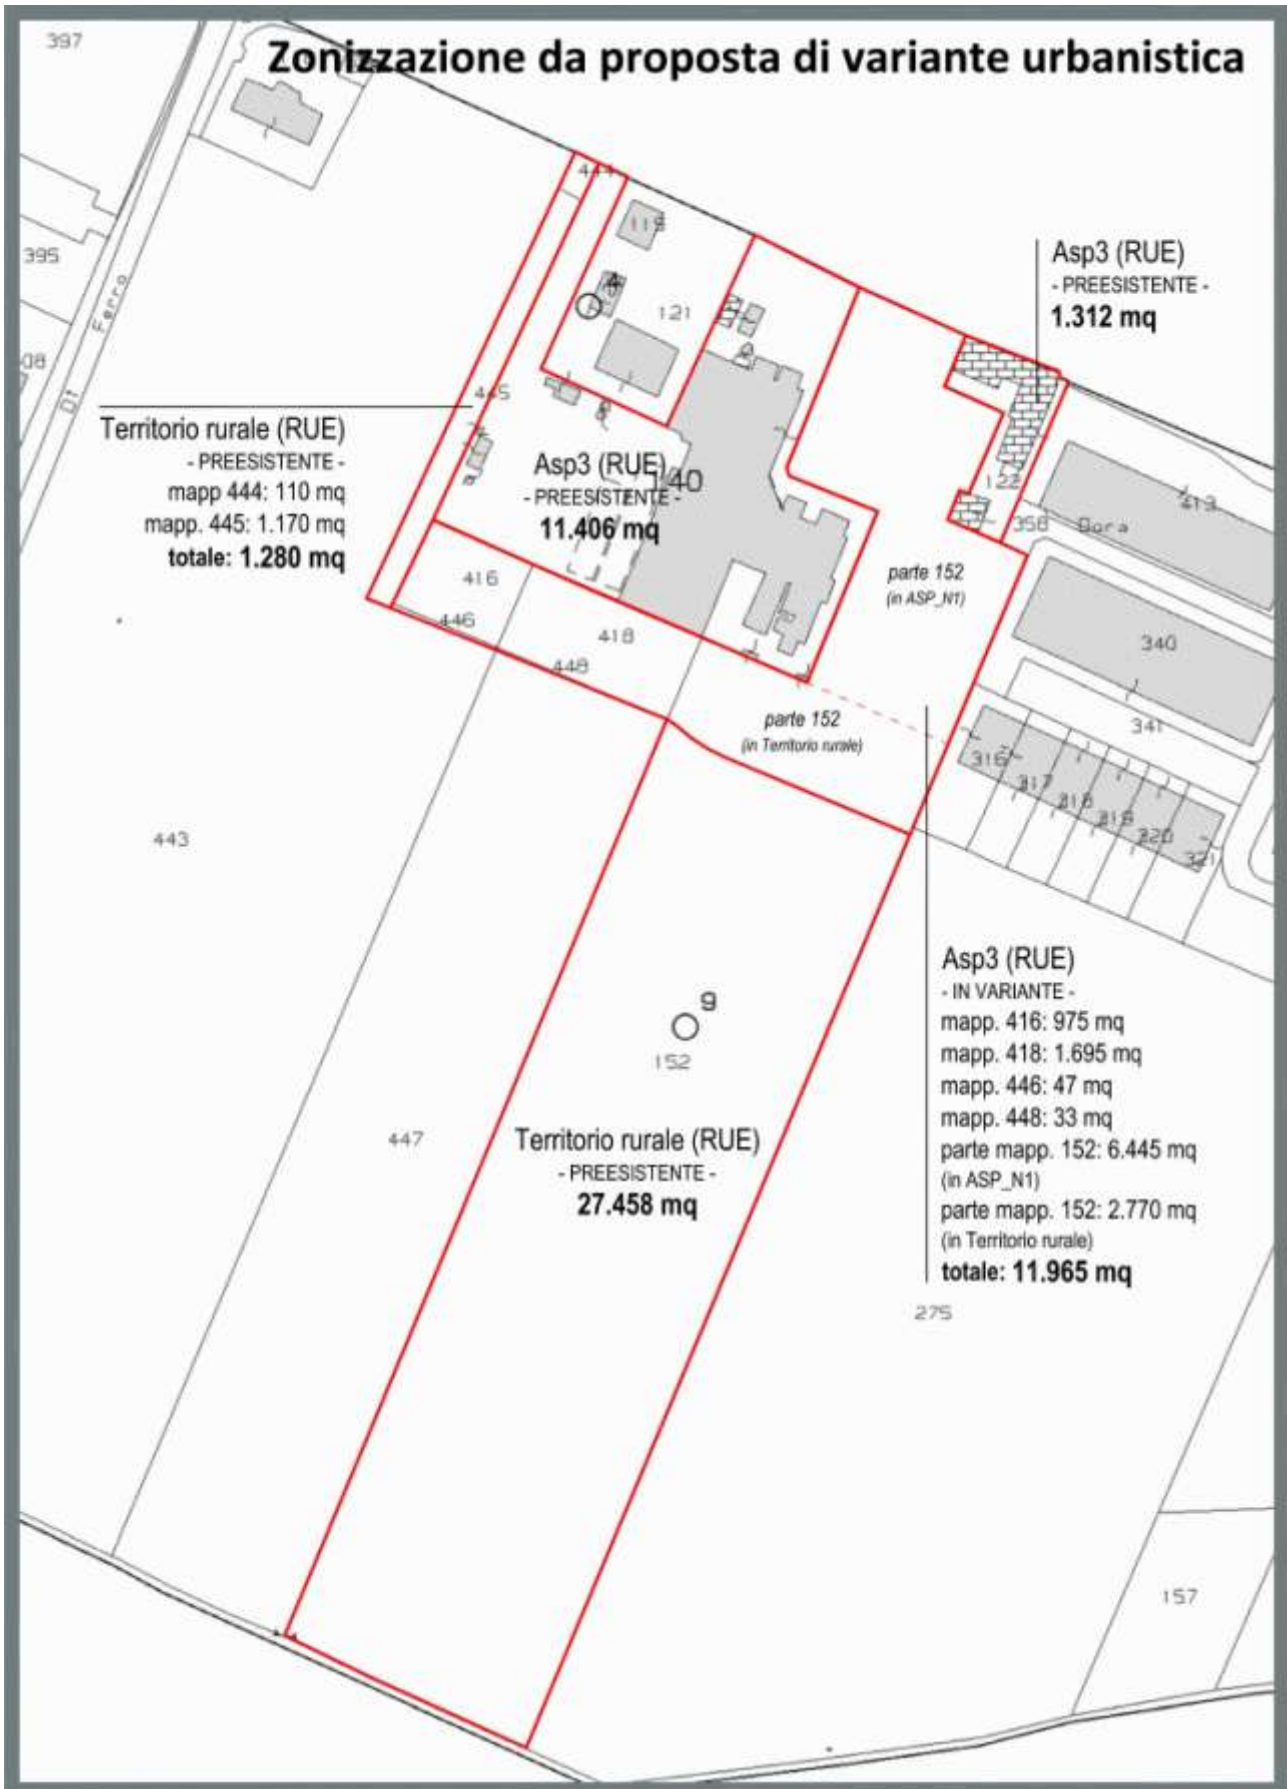 Zonizzazione da proposta di variante urbanistica
397
444
119
395
Ferro
Di
121
Asp3 (RUE)
- PREESISTENTE -
1.312 mq
445
Territorio rurale (RUE)
- PREESISTENTE -
mapp 444: 110 mq
mapp. 445: 1.170 mq
totale: 1.280 mq
Asp3 (RUE)
140
- PREESISTENTE -
11.406 mq
122
413
358
Dora
parte 152
(in ASP_N1)
416
446
418
448
340
341
parte 152
(in Territorio rurale)
316
317
318
319
320
321
443
Asp3 (RUE)
- IN VARIANTE -
mapp. 416: 975 mq
mapp. 418: 1.695 mq
mapp. 446: 47 mq
mapp. 448: 33 mq
parte mapp. 152: 6.445 mq
(in ASP_N1)
parte mapp. 152: 2.770 mq
(in Territorio rurale)
totale: 11.965 mq
9
152
447
Territorio rurale (RUE)
- PREESISTENTE -
27.458 mq
275
157